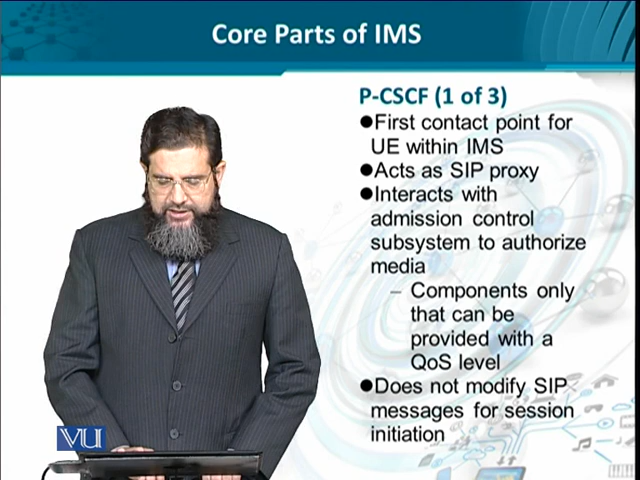 Core Parts of IMS
P-CSCF (1 of 3)
●First contact point for
UE within IMS
●Acts as SIP proxy
●Interacts with
admission control
subsystem to authorize
media
– Components only
that can be
provided with a
QoS level
●Does not modify SIP
messages for session
initiation
VU